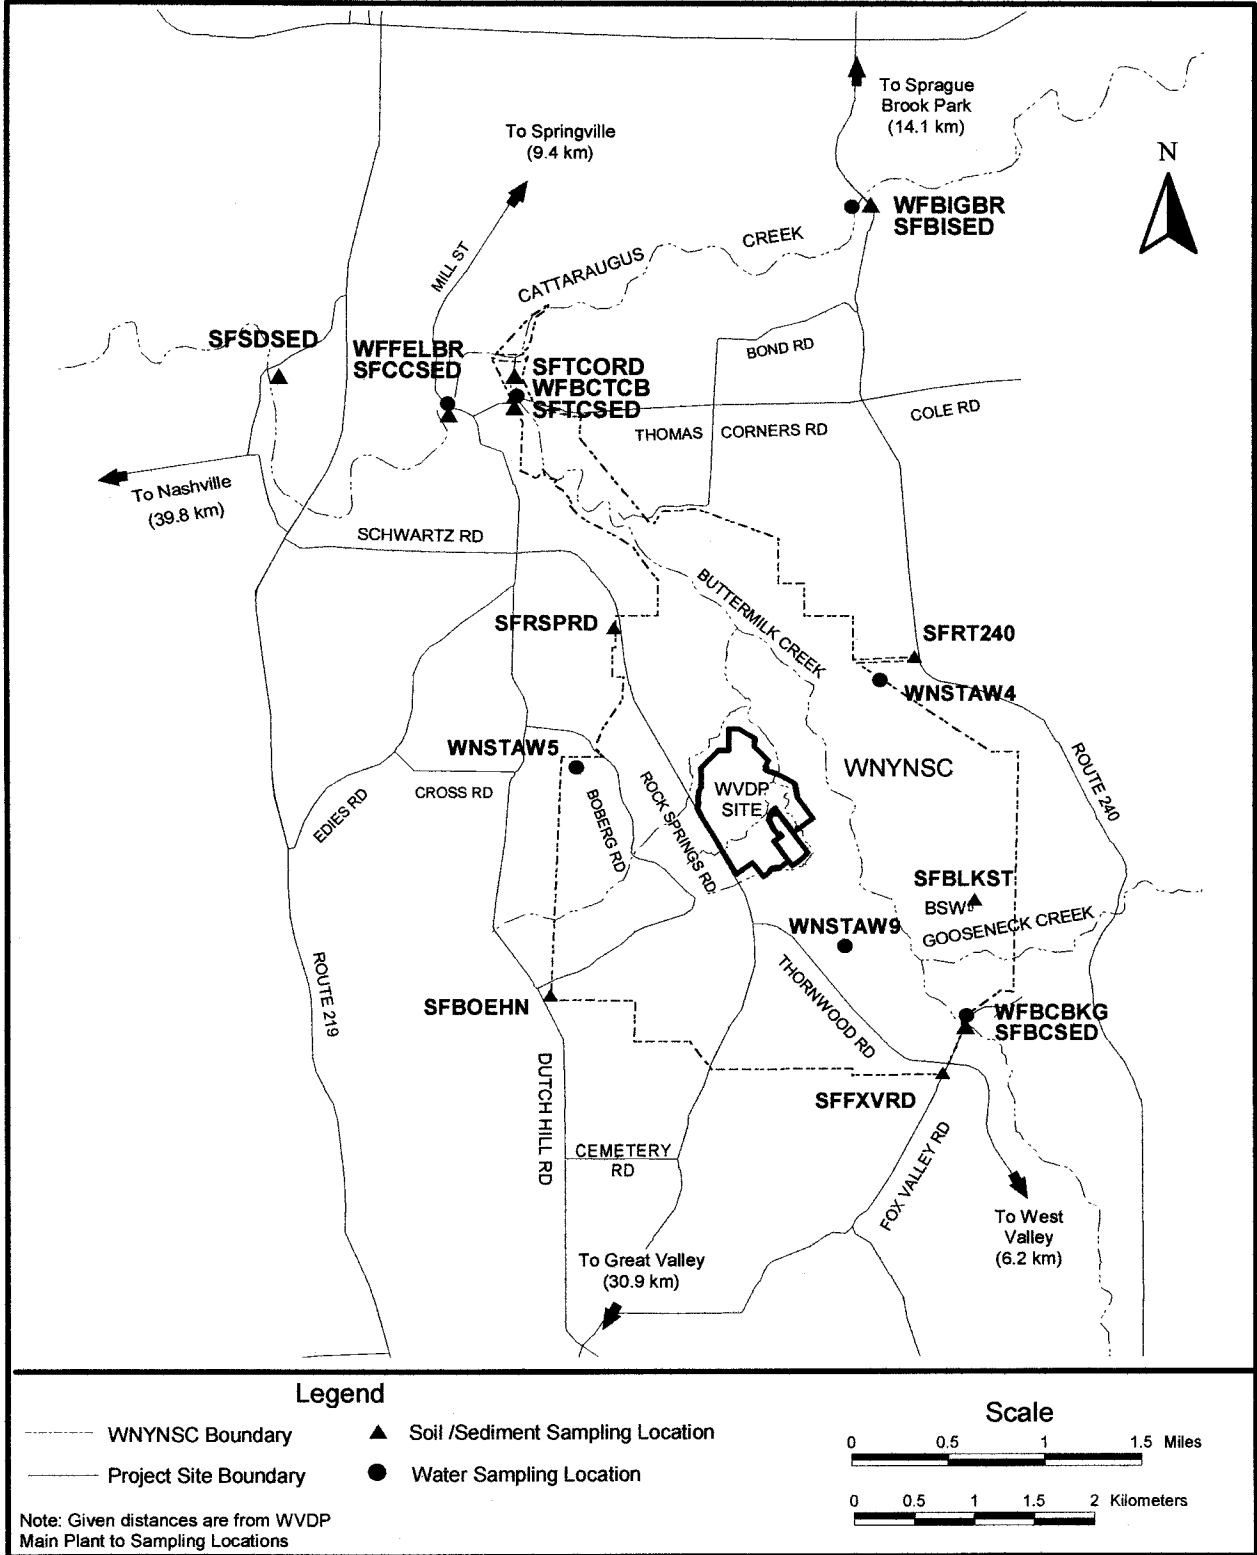 To Sprague
Brook Park
(14.1 km)
To Springville
(9.4 km)
N
WFBIGBR
SFBISED
MILL ST
CATTARAUGUS CREEK
SFSDSED
WFFELBR
SFCCSED
SFTCORD
WFBCTCB
SFTCSED
BOND RD
COLE RD
THOMAS CORNERS RD
To Nashville
(39.8 km)
SCHWARTZ RD
BUTTERMILK CREEK
SFRSPRD
SFRT240
WNSTAW4
WNSTAW5
WNYNSC
ROUTE 240
CROSS RD
EDIES RD
BOBERG RD
ROCK SPRINGS RD
WVDP
SITE
SFBLKST
BSW
GOOSENECK CREEK
WNSTAW9
ROUTE 219
SFBOEHN
THORNWOOD RD
WFBCBKG
SFBCSED
DUTCH HILL RD
SFFXVRD
CEMETERY
RD
FOX VALLEY RD
To West
Valley
(6.2 km)
To Great Valley
(30.9 km)
Legend
WNYNSC Boundary
Soil /Sediment Sampling Location
Project Site Boundary
Water Sampling Location
Note: Given distances are from WVDP
Main Plant to Sampling Locations
Scale
0 0.5 1 1.5 Miles
0 0.5 1 1.5 2 Kilometers